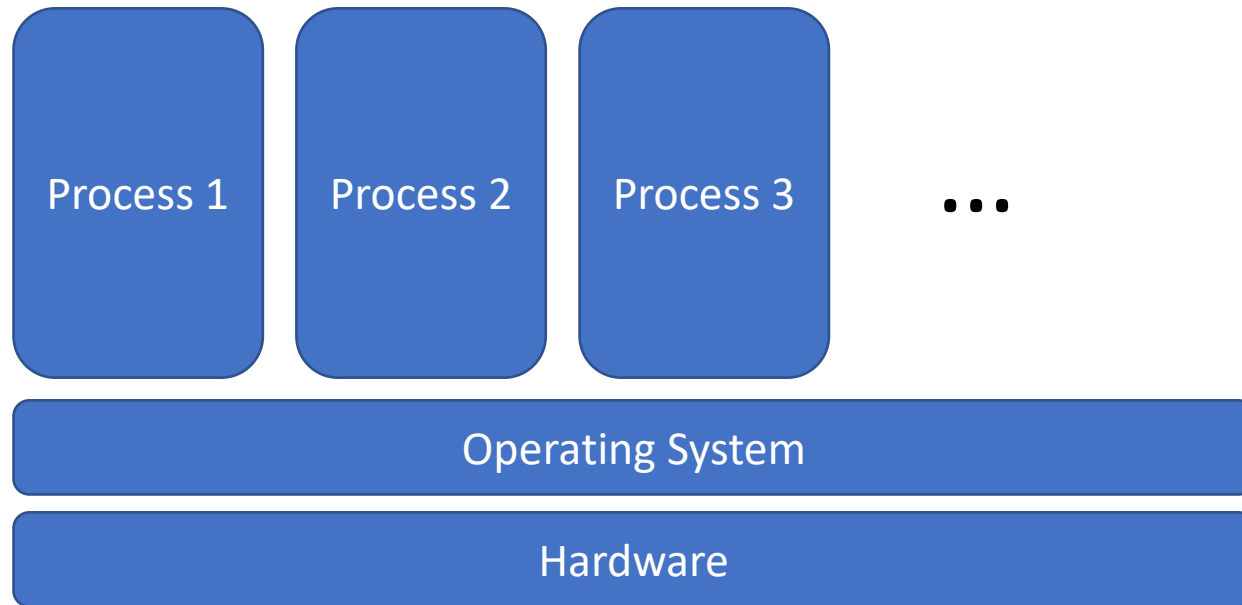 Process 1
Process 2
Process 3
...
Operating System
Hardware